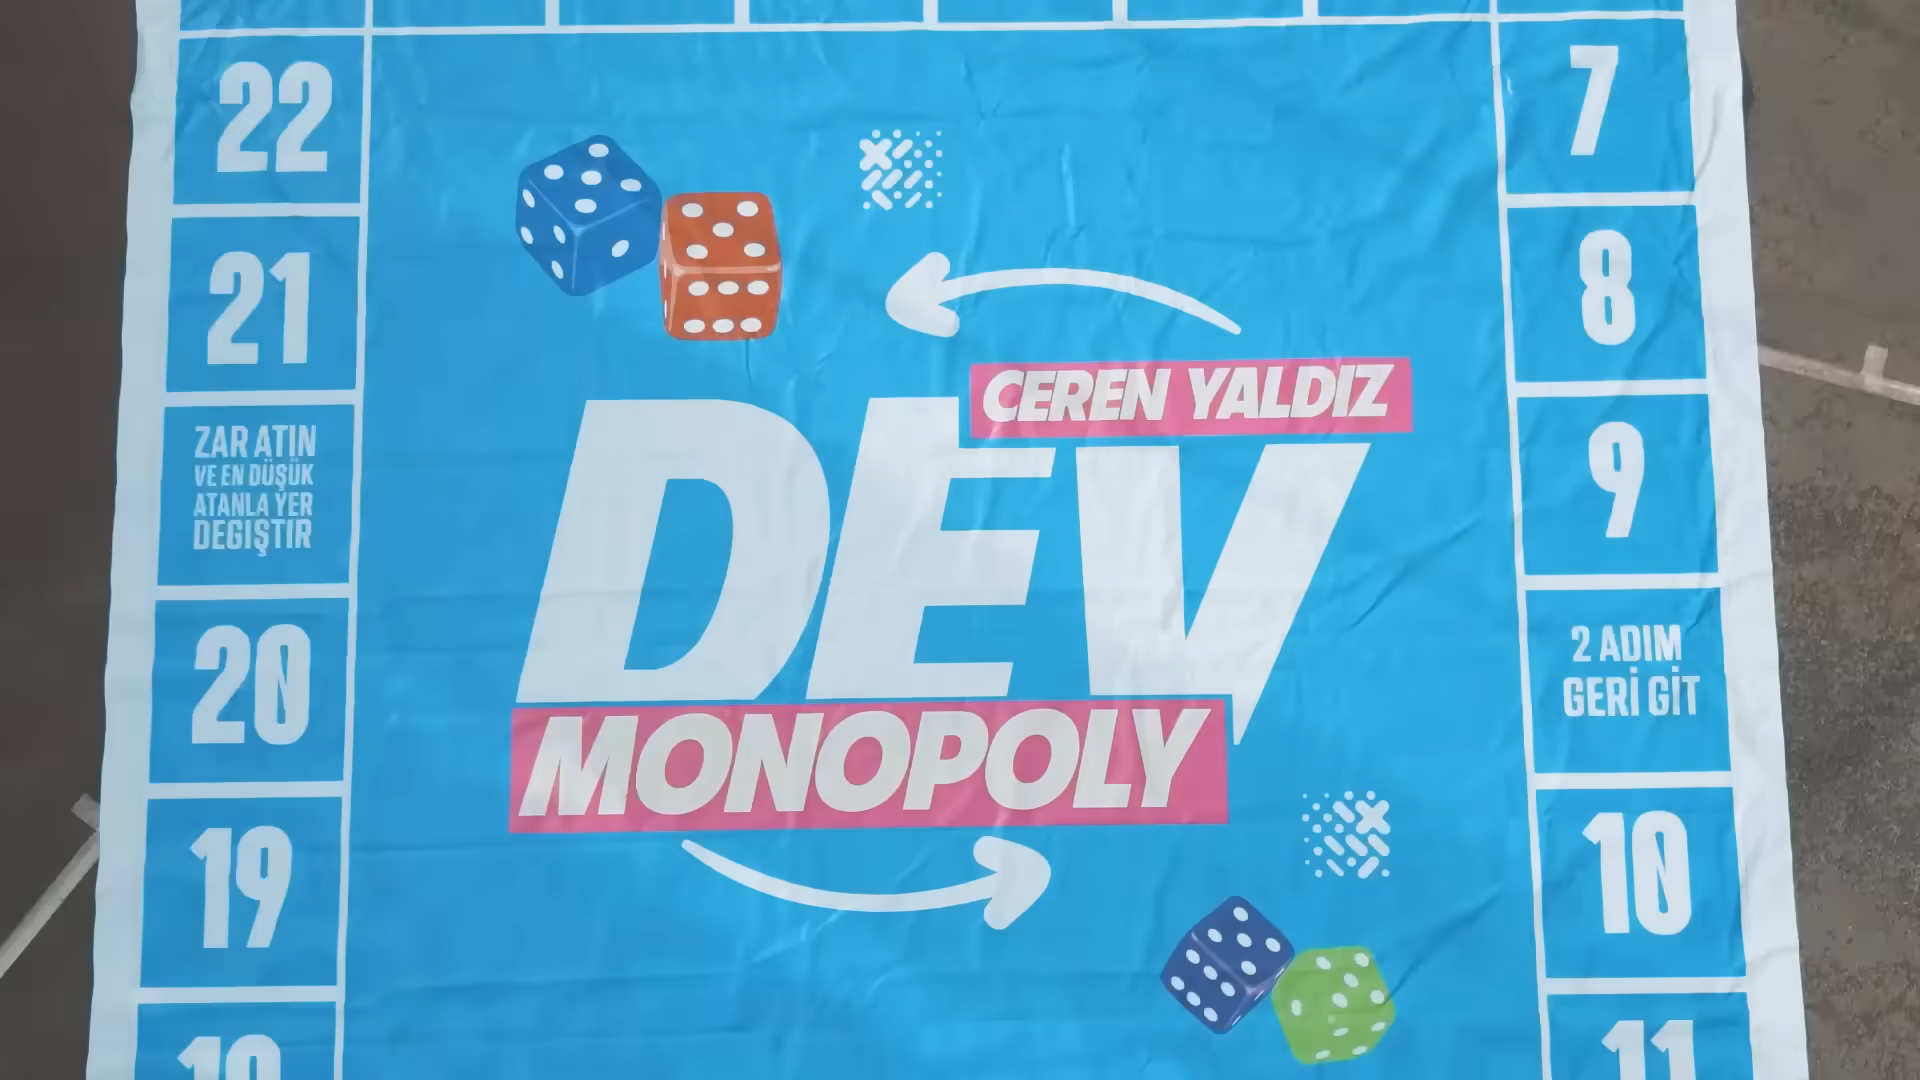 22
21
ZAR ATIN
VE EN DÜŞÜK
ATANLA YER
DEGIŞTIR
20
19
CEREN YALDIZ
DEV
MONOPOLY
7
8
9
2 ADIM
GERİ GİT
10
11